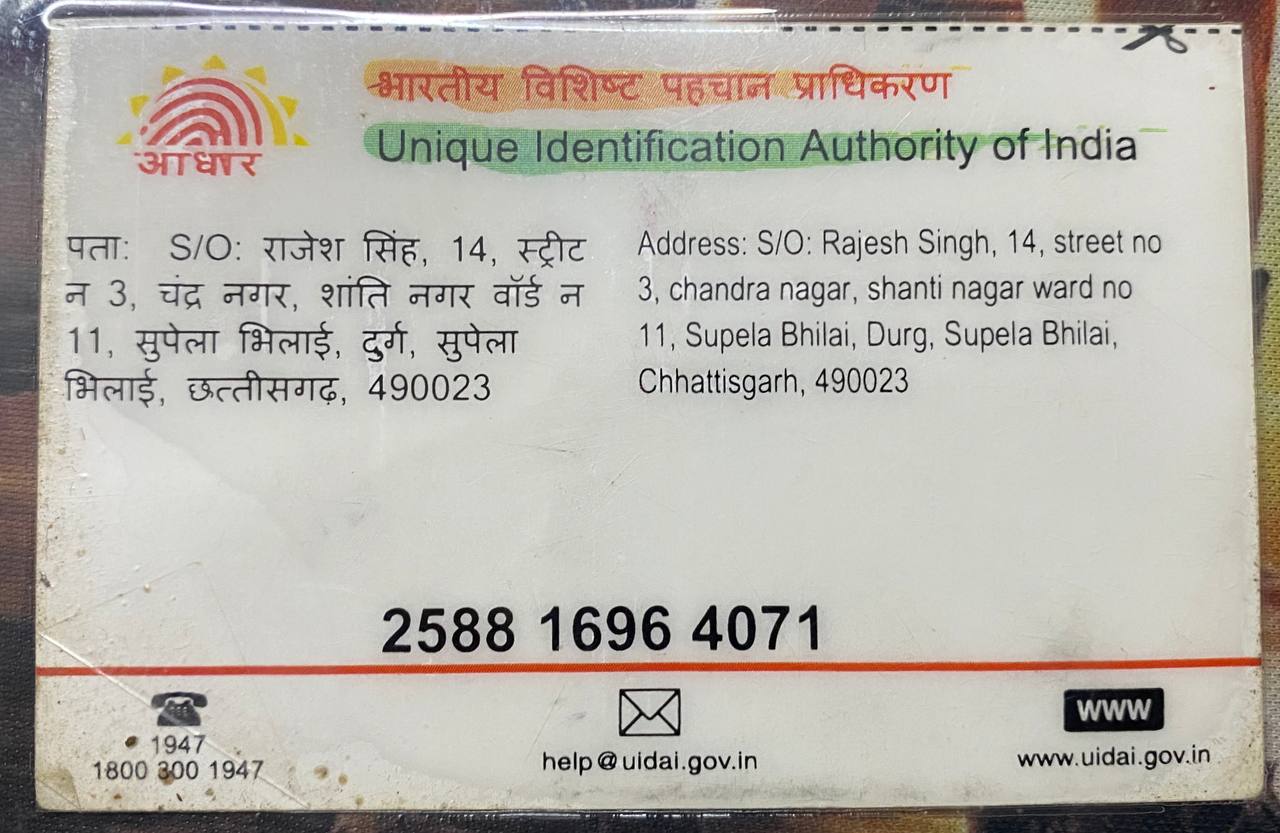 आधार
भारतीय विशिष्ट पहचान प्राधिकरण
Unique Identification Authority of India
पता: S/O: राजेश सिंह, 14, स्ट्रीट
न 3, चंद्र नगर, शांति नगर वॉर्ड न
11, सुपेला भिलाई, दुर्ग, सुपेला
भिलाई, छत्तीसगढ़, 490023
Address: S/O: Rajesh Singh, 14, street no
3, chandra nagar, shanti nagar ward no
11, Supela Bhilai, Durg, Supela Bhilai,
Chhattisgarh, 490023
2588 1696 4071
1947
1800 300 1947
help@uidai.gov.in
www
www.uidai.gov.in